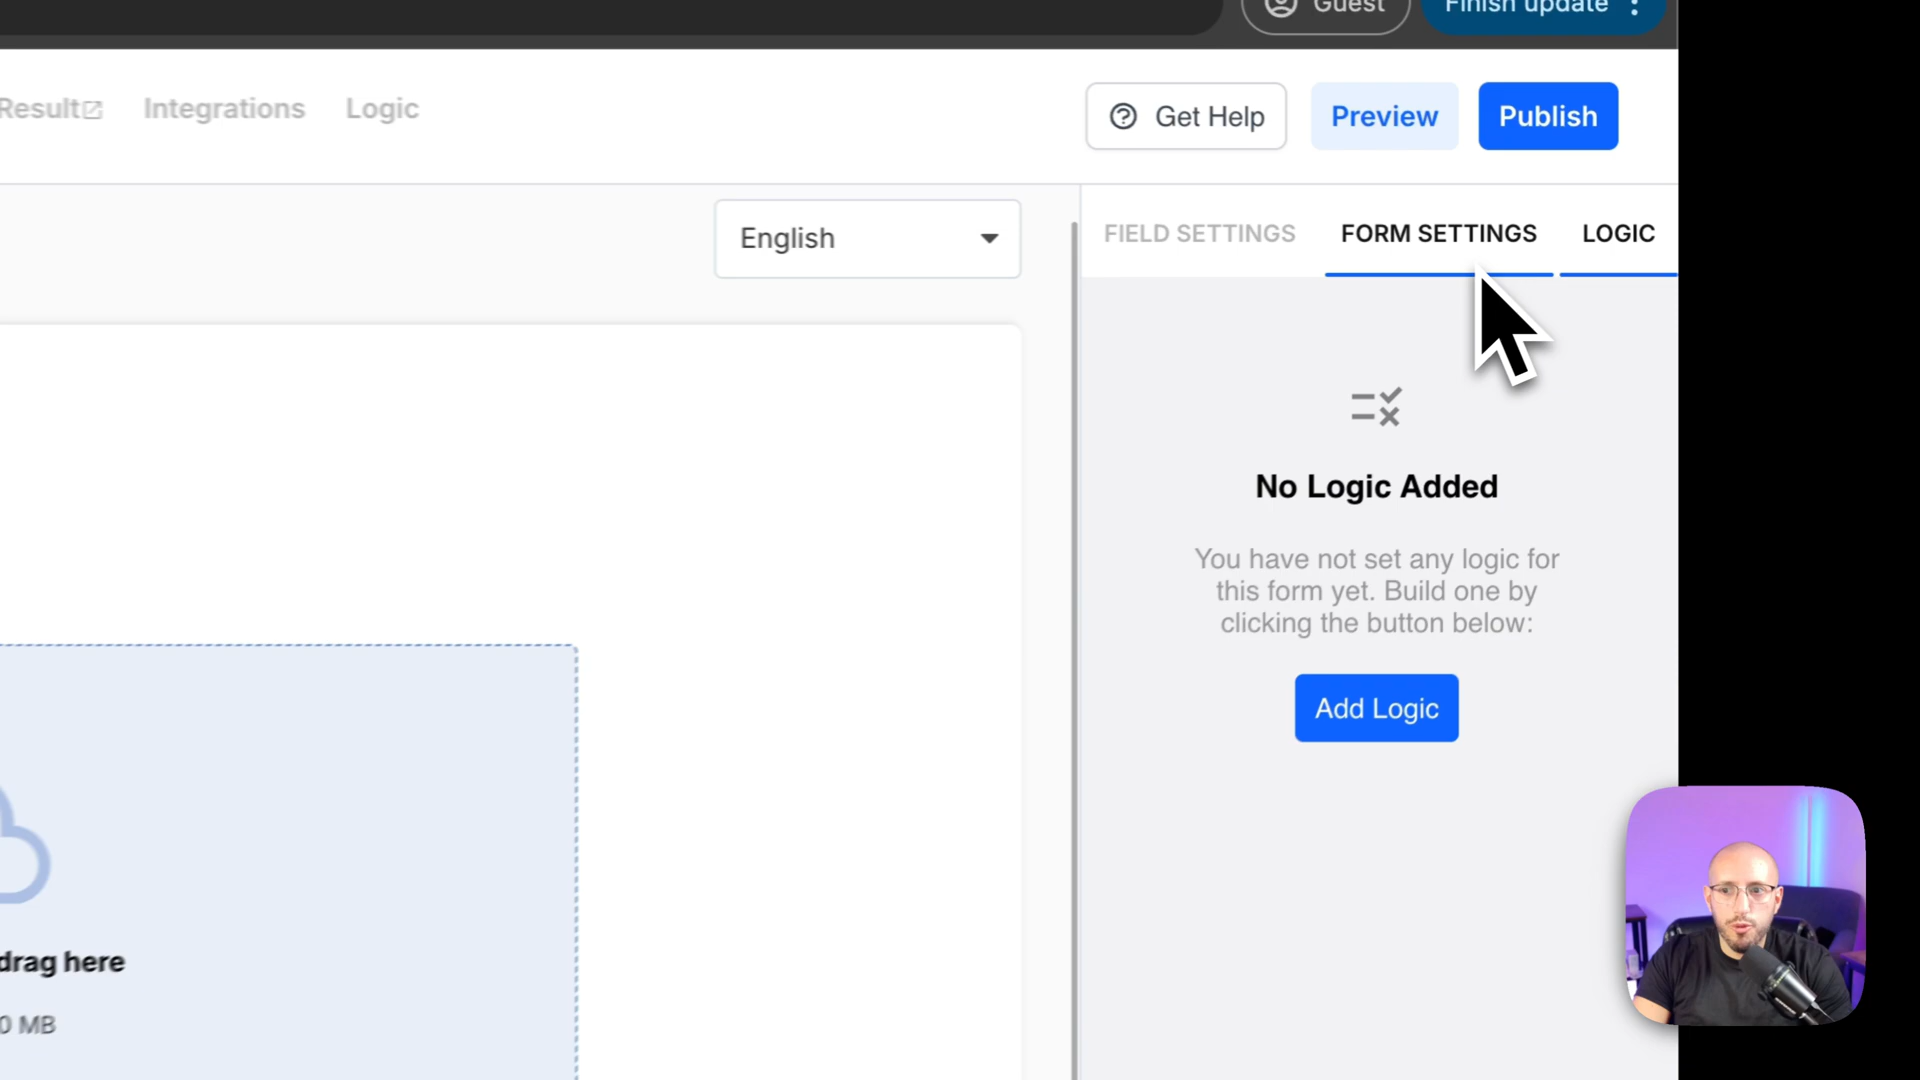 Guest
Finish update
Result
Integrations
Logic
Get Help
Preview
Publish
English
FIELD SETTINGS
FORM SETTINGS
LOGIC
No Logic Added
You have not set any logic for
this form yet. Build one by
clicking the button below:
Add Logic
drag here
0 MB